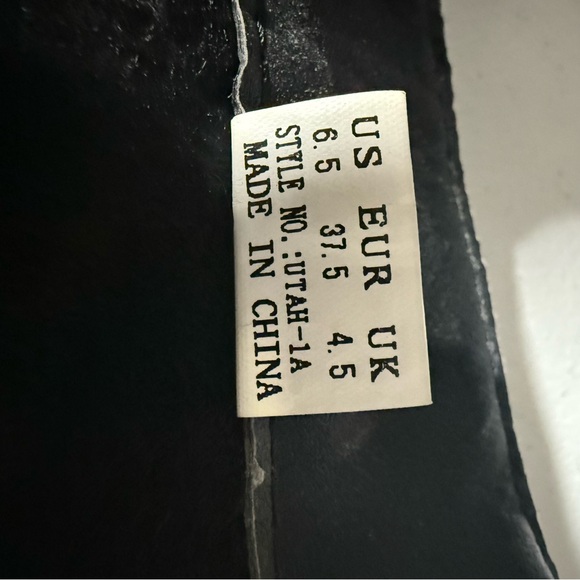 US EUR UK
6.5 37.5 4.5
STYLE NO.:UTAH-1A
MADE IN CHINA